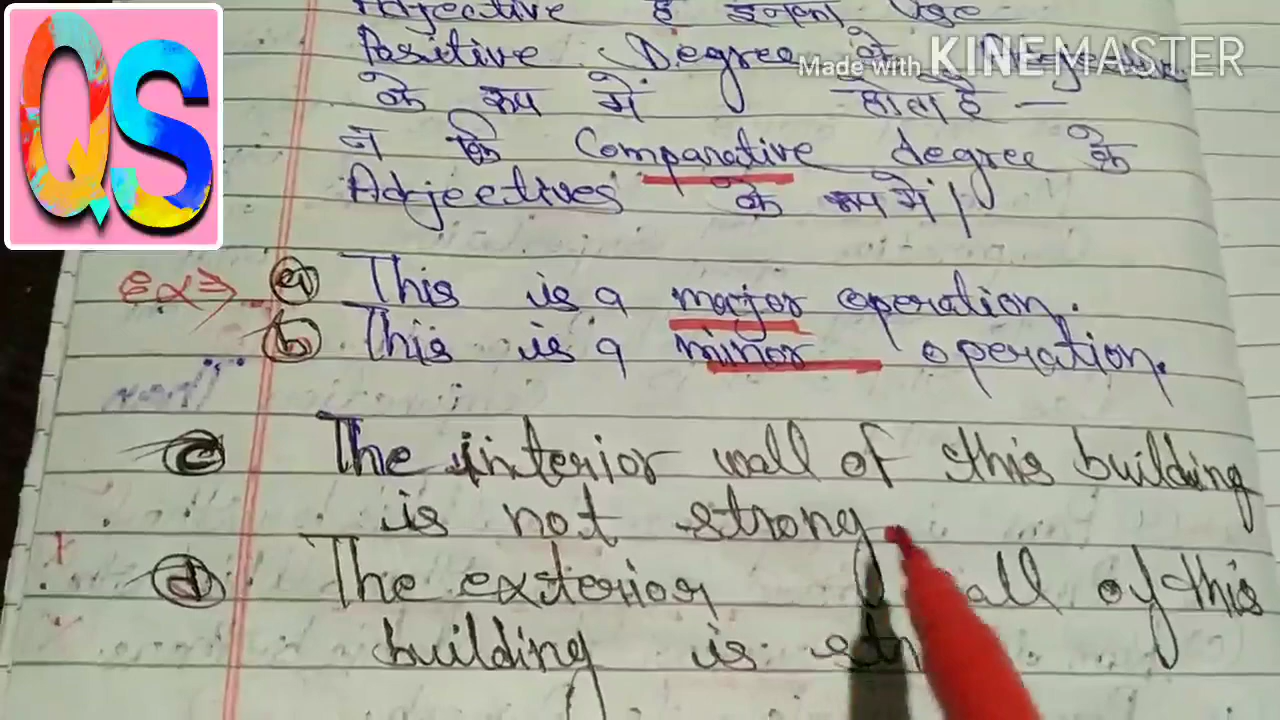 QS
Made with KINEMASTER
Adjective है इनका Use
Positive Degree के Adjective
के रूप में होता है —
न कि Comparative degree के
Adjectives के रूप में।
Ex⇒ (a) This is a major operation.
(b) This is a minor operation.
(c) The interior wall of this building
is not strong
(d) The exterior wall of this
building is